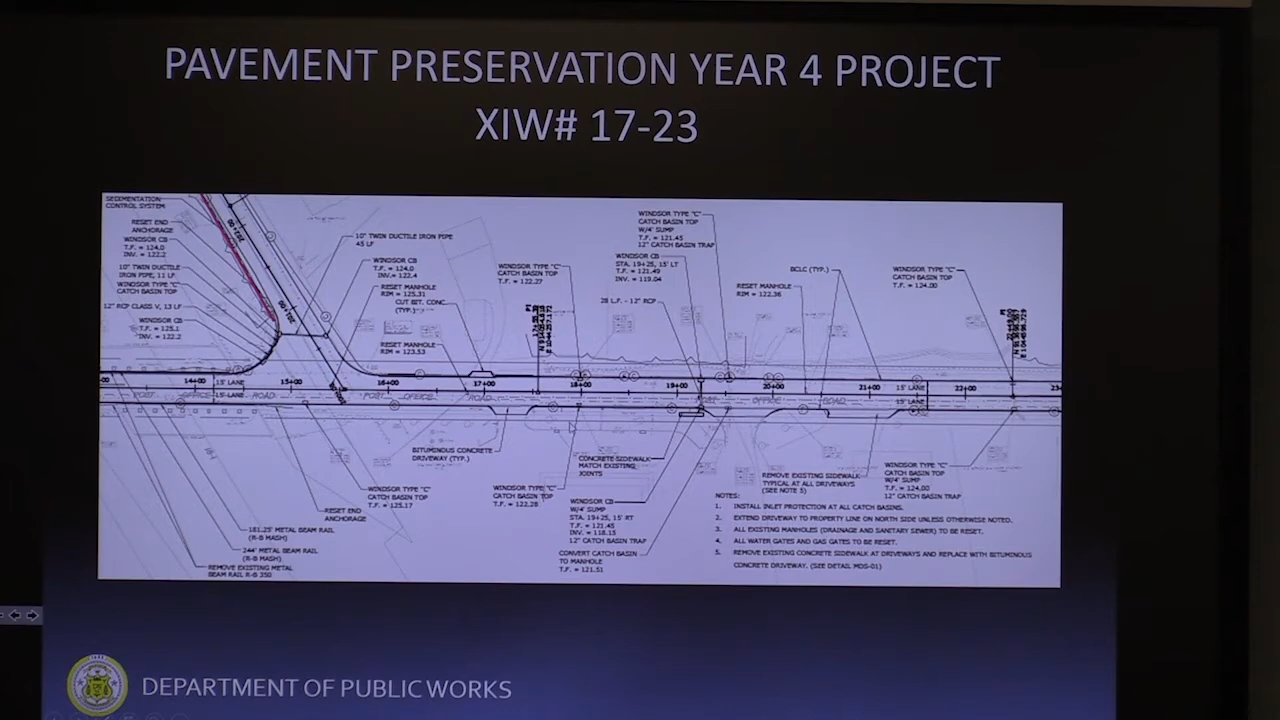 PAVEMENT PRESERVATION YEAR 4 PROJECT
XIW# 17-23
SEDIMENTATION
CONTROL SYSTEM
RESET END
ANCHORAGE
WINDSOR CB
T.F. = 124.0
INV. = 122.2
10" TWIN DUCTILE
IRON PIPE, 11 LF
WINDSOR TYPE "C"
CATCH BASIN TOP
12" RCP CLASS V, 13 LF
WINDSOR CB
T.F. = 125.1
INV. = 122.2
10" TWIN DUCTILE IRON PIPE
45 LF
WINDSOR CB
T.F. = 124.0
INV. = 122.4
RESET MANHOLE
RIM = 125.31
CUT BIT. CONC.
(TYP.)
RESET MANHOLE
RIM = 123.53
WINDSOR TYPE "C"
CATCH BASIN TOP
T.F. = 122.27
WINDSOR TYPE "C"
CATCH BASIN TOP
W/4' SUMP
T.F. = 121.45
12" CATCH BASIN TRAP
WINDSOR CB
STA. 19+25, 15' LT
T.F. = 121.49
INV. = 119.04
28 L.F. - 12" RCP
RESET MANHOLE
RIM = 122.36
BCLC (TYP.)
WINDSOR TYPE "C"
CATCH BASIN TOP
T.F. = 124.00
14+00 15' LANE 15+00 16+00 17+00 18+00 19+00 20+00 21+00 15' LANE 22+00 23
POST OFFICE 15' LANE ROAD POST OFFICE ROAD POST OFFICE ROAD 15' LANE
BITUMINOUS CONCRETE
DRIVEWAY (TYP.)
WINDSOR TYPE "C"
CATCH BASIN TOP
T.F. = 125.17
RESET END
ANCHORAGE
181.25' METAL BEAM RAIL
(R-B MASH)
244' METAL BEAM RAIL
(R-B MASH)
REMOVE EXISTING METAL
BEAM RAIL R-B 350
WINDSOR TYPE "C"
CATCH BASIN TOP
T.F. = 122.28
CONCRETE SIDEWALK
MATCH EXISTING
JOINTS
WINDSOR CB
W/4' SUMP
STA. 19+25, 15' RT
T.F. = 121.45
INV. = 118.15
12" CATCH BASIN TRAP
CONVERT CATCH BASIN
TO MANHOLE
T.F. = 121.51
REMOVE EXISTING SIDEWALK
TYPICAL AT ALL DRIVEWAYS
(SEE NOTE 5)
WINDSOR TYPE "C"
CATCH BASIN TOP
W/4' SUMP
T.F. = 124.00
12" CATCH BASIN TRAP
NOTES:
1. INSTALL INLET PROTECTION AT ALL CATCH BASINS.
2. EXTEND DRIVEWAY TO PROPERTY LINE ON NORTH SIDE UNLESS OTHERWISE NOTED.
3. ALL EXISTING MANHOLES (DRAINAGE AND SANITARY SEWER) TO BE RESET.
4. ALL WATER GATES AND GAS GATES TO BE RESET.
5. REMOVE EXISTING CONCRETE SIDEWALK AT DRIVEWAYS AND REPLACE WITH BITUMINOUS
CONCRETE DRIVEWAY. (SEE DETAIL MDS-01)
DEPARTMENT OF PUBLIC WORKS